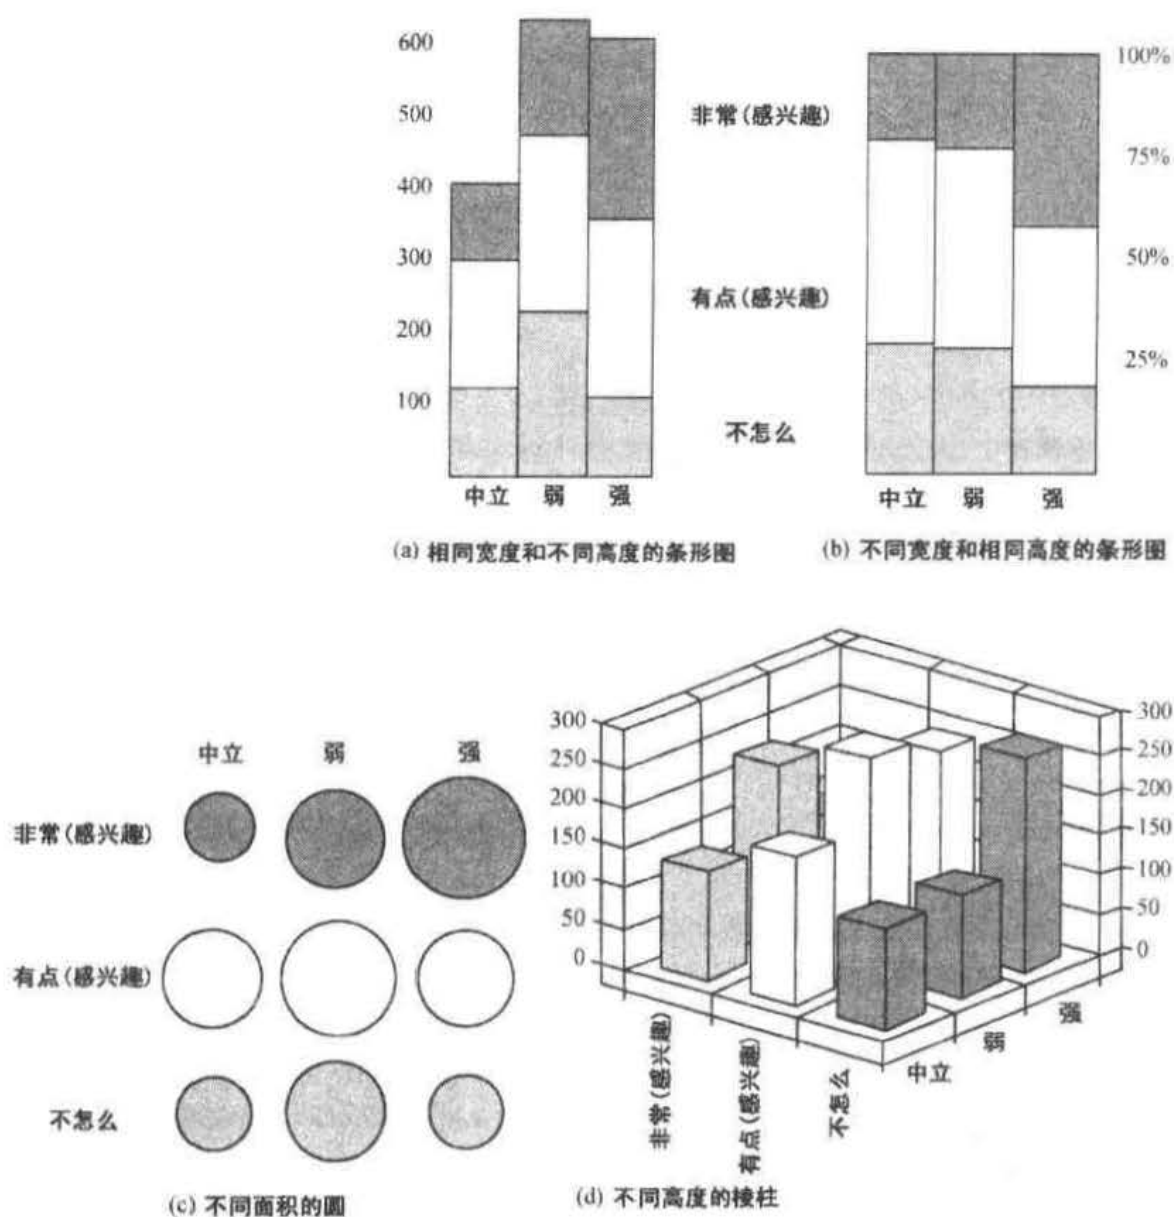 600
500
400
300
200
100
中立 弱 强
(a) 相同宽度和不同高度的条形图
非常(感兴趣)
有点(感兴趣)
不怎么
100%
75%
50%
25%
中立 弱 强
(b) 不同宽度和相同高度的条形图
中立 弱 强
非常(感兴趣)
有点(感兴趣)
不怎么
(c) 不同面积的圆
300
250
200
150
100
50
0
300
250
200
150
100
50
0
非常(感兴趣)
有点(感兴趣)
不怎么
中立
弱
强
(d) 不同高度的棱柱